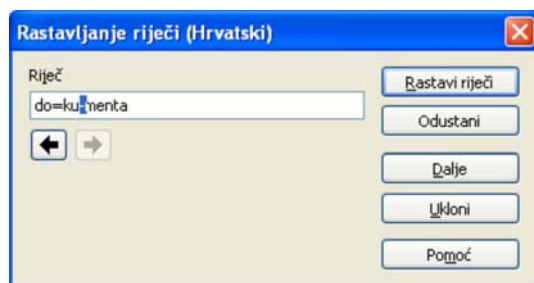 Rastavljanje riječi (Hrvatski)
Riječ
do=ku-menta
Rastavi riječi
Odustani
Dalje
Ukloni
Pomoć